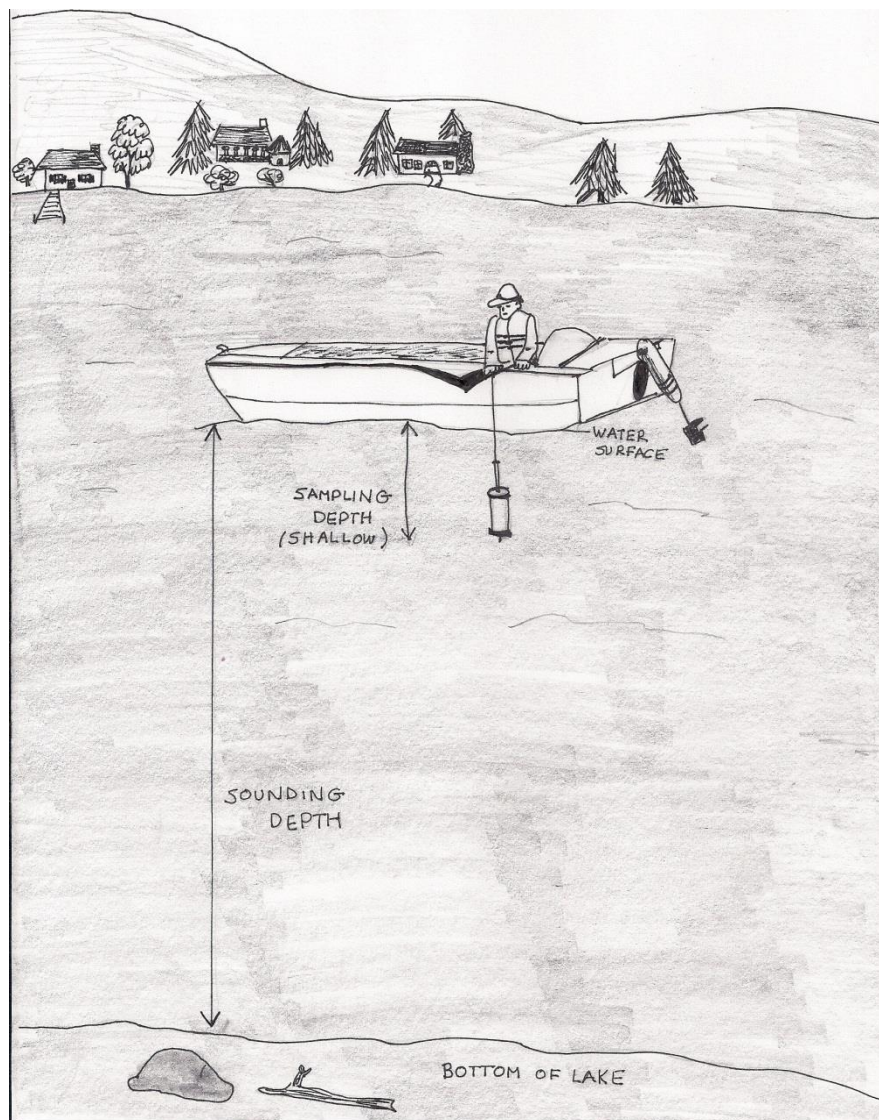 WATER
SURFACE
SAMPLING
DEPTH
(SHALLOW)
SOUNDING
DEPTH
BOTTOM OF LAKE